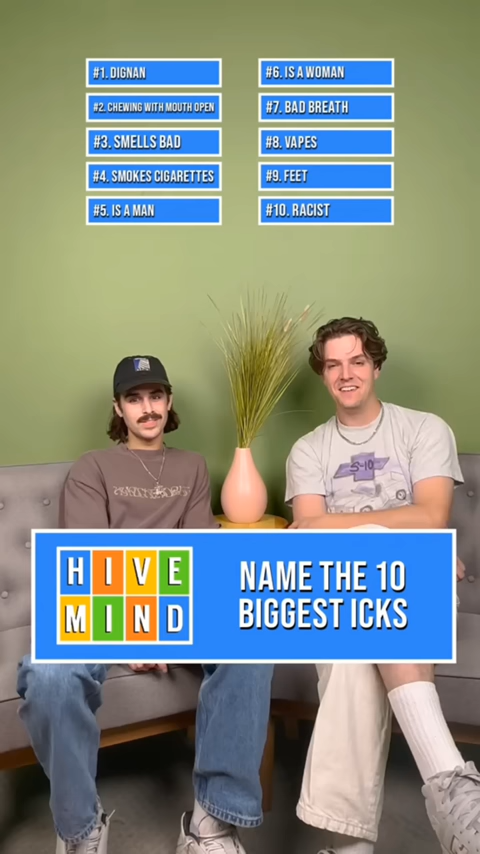 #1. DIGNAN
#2. CHEWING WITH MOUTH OPEN
#3. SMELLS BAD
#4. SMOKES CIGARETTES
#5. IS A MAN
#6. IS A WOMAN
#7. BAD BREATH
#8. VAPES
#9. FEET
#10. RACIST
S-10
HIVE
MIND
NAME THE 10
BIGGEST ICKS